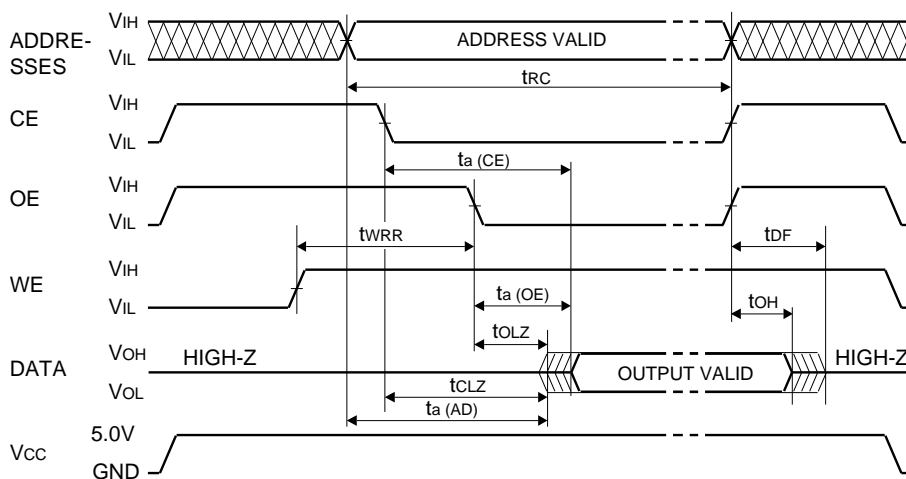 ADDRE-
SSES
VIH
VIL
ADDRESS VALID
tRC
CE
VIH
VIL
ta (CE)
OE
VIH
VIL
tWRR
tDF
WE
VIH
VIL
ta (OE)
tOH
tOLZ
DATA
VOH
VOL
HIGH-Z
OUTPUT VALID
HIGH-Z
tCLZ
ta (AD)
VCC
5.0V
GND